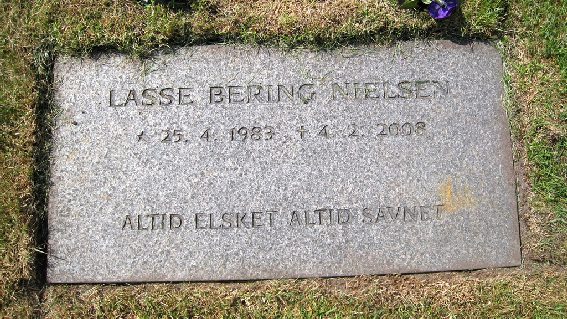 LASSE BERING NIELSEN
* 25. 4. 1983 † 4. 2. 2008
ALTID ELSKET ALTID SAVNET